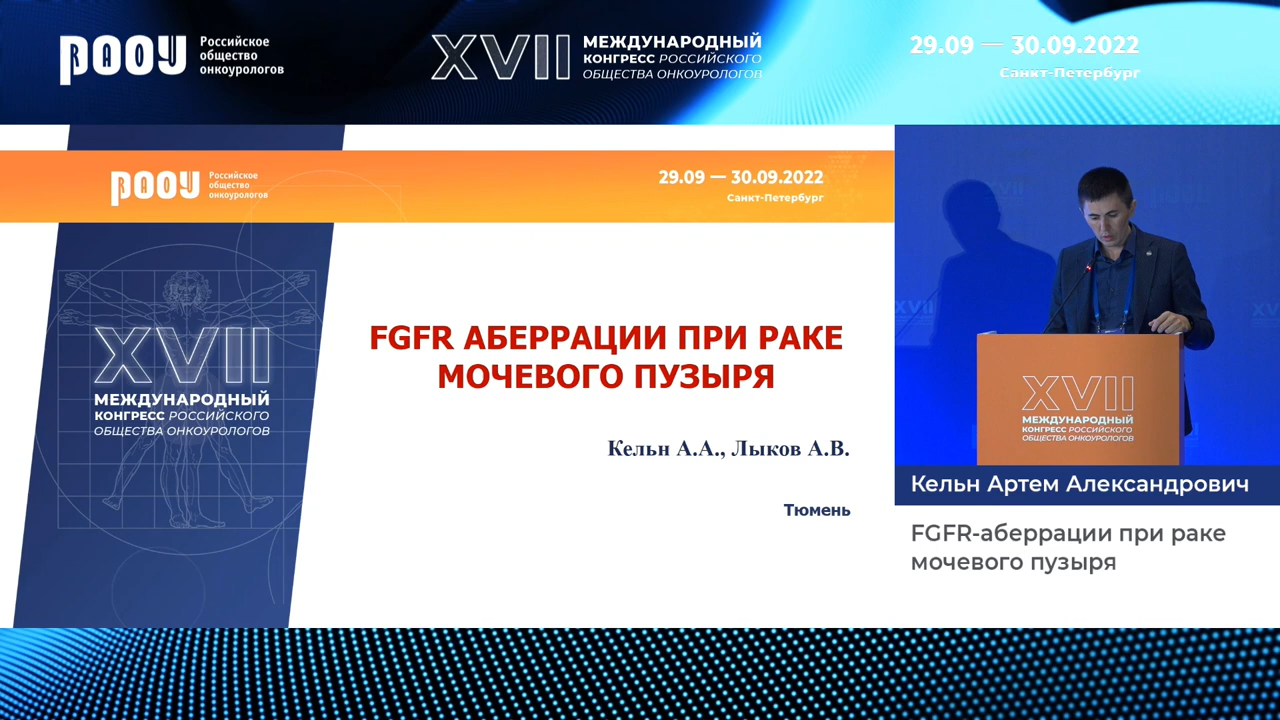 РАОУ
Российское
общество
онкоурологов
XVII
МЕЖДУНАРОДНЫЙ
КОНГРЕСС РОССИЙСКОГО
ОБЩЕСТВА ОНКОУРОЛОГОВ
29.09 — 30.09.2022
Санкт-Петербург
РАОУ
Российское
общество
онкоурологов
29.09 — 30.09.2022
Санкт-Петербург
XVII
МЕЖДУНАРОДНЫЙ
КОНГРЕСС РОССИЙСКОГО
ОБЩЕСТВА ОНКОУРОЛОГОВ
FGFR АБЕРРАЦИИ ПРИ РАКЕ
МОЧЕВОГО ПУЗЫРЯ
Кельн А.А., Лыков А.В.
Тюмень
XVII
МЕЖДУНАРОДНЫЙ
КОНГРЕСС РОССИЙСКОГО
ОБЩЕСТВА ОНКОУРОЛОГОВ
Кельн Артем Александрович
FGFR-аберрации при раке
мочевого пузыря